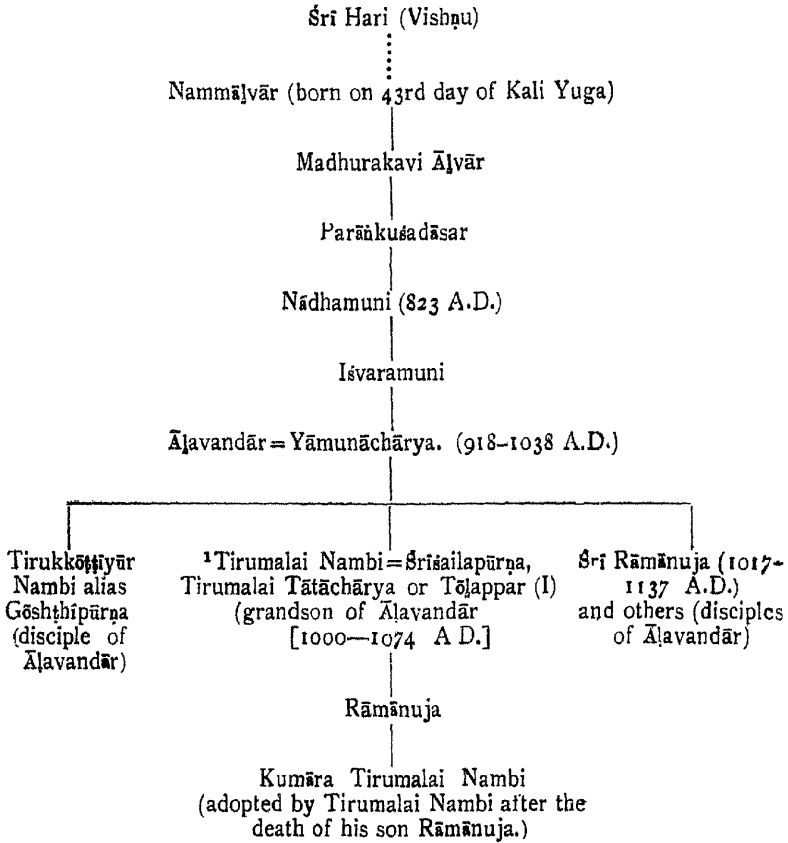 Śrī Hari (Vishṇu)
Nammāḷvār (born on 43rd day of Kali Yuga)
Madhurakavi Āḷvār
Parāṅkuśadāsar
Nādhamuni (823 A.D.)
Iśvaramuni
Āḷavandār = Yāmunāchārya. (918-1038 A.D.)
Tirukkōṭṭīyūr
Nambi alias
Gōshṭhīpūrṇa
(disciple of
Āḷavandār)
¹Tirumalai Nambi = Śrīśailapūrṇa,
Tirumalai Tātāchārya or Tōḷappar (I)
(grandson of Āḷavandār
[1000—1074 A D.]
Śrī Rāmānuja (1017-
1137 A.D.)
and others (disciples
of Āḷavandār)
Rāmānuja
Kumāra Tirumalai Nambi
(adopted by Tirumalai Nambi after the
death of his son Rāmānuja.)